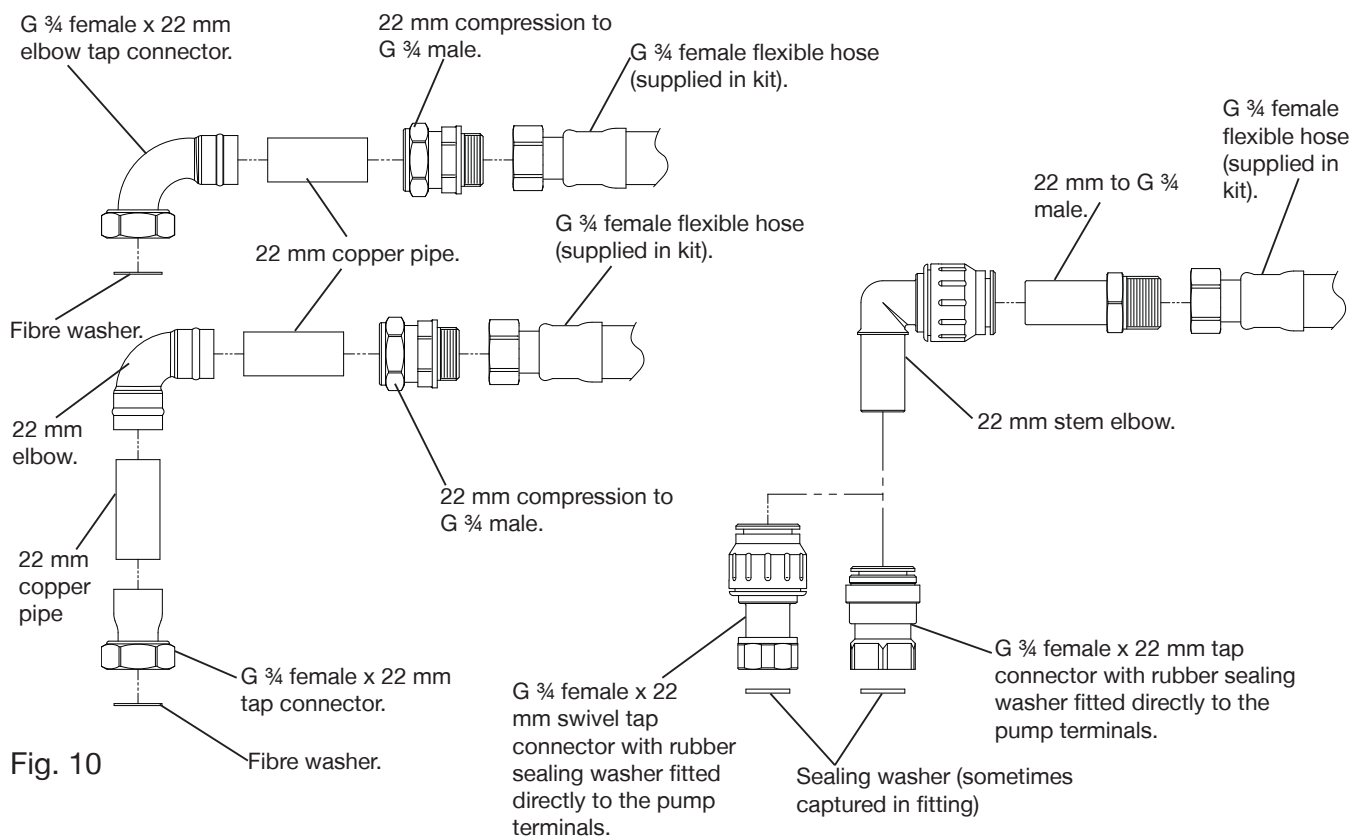 G ¾ female x 22 mm
elbow tap connector.
22 mm compression to
G ¾ male.
G ¾ female flexible hose
(supplied in kit).
22 mm copper pipe.
Fibre washer.
G ¾ female flexible hose
(supplied in kit).
22 mm
elbow.
22 mm compression to
G ¾ male.
22 mm
copper
pipe
G ¾ female x 22 mm
tap connector.
Fibre washer.
Fig. 10
G ¾ female
flexible hose
(supplied in
kit).
22 mm to G ¾
male.
22 mm stem elbow.
G ¾ female x 22
mm swivel tap
connector with rubber
sealing washer fitted
directly to the pump
terminals.
G ¾ female x 22 mm tap
connector with rubber sealing
washer fitted directly to the
pump terminals.
Sealing washer (sometimes
captured in fitting)